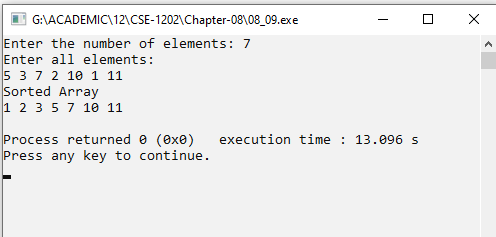 G:\ACADEMIC\12\CSE-1202\Chapter-08\08_09.exe
Enter the number of elements: 7
Enter all elements:
5 3 7 2 10 1 11
Sorted Array
1 2 3 5 7 10 11
Process returned 0 (0x0)   execution time : 13.096 s
Press any key to continue.